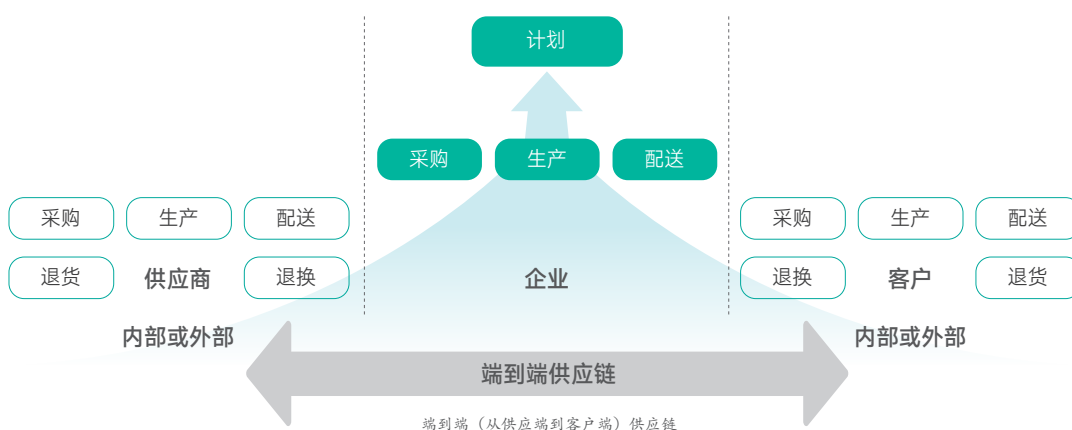 计划
采购 生产 配送
采购 生产 配送
退货 供应商 退换
内部或外部
企业
采购 生产 配送
退换 客户 退货
内部或外部
端到端供应链
端到端（从供应端到客户端）供应链